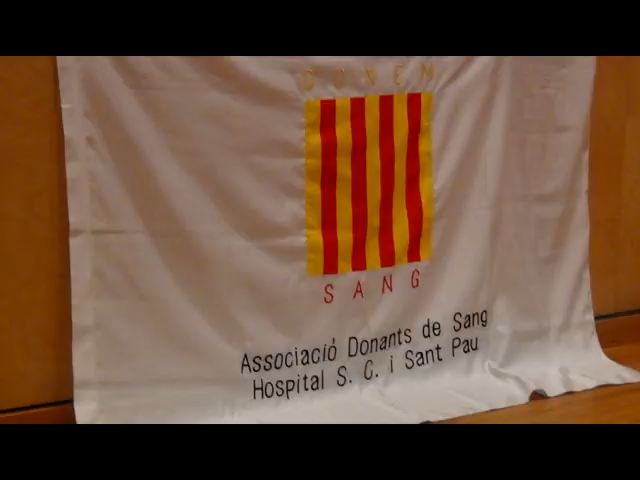 DONEM
SANG
Associació Donants de Sang
Hospital S. C. i Sant Pau